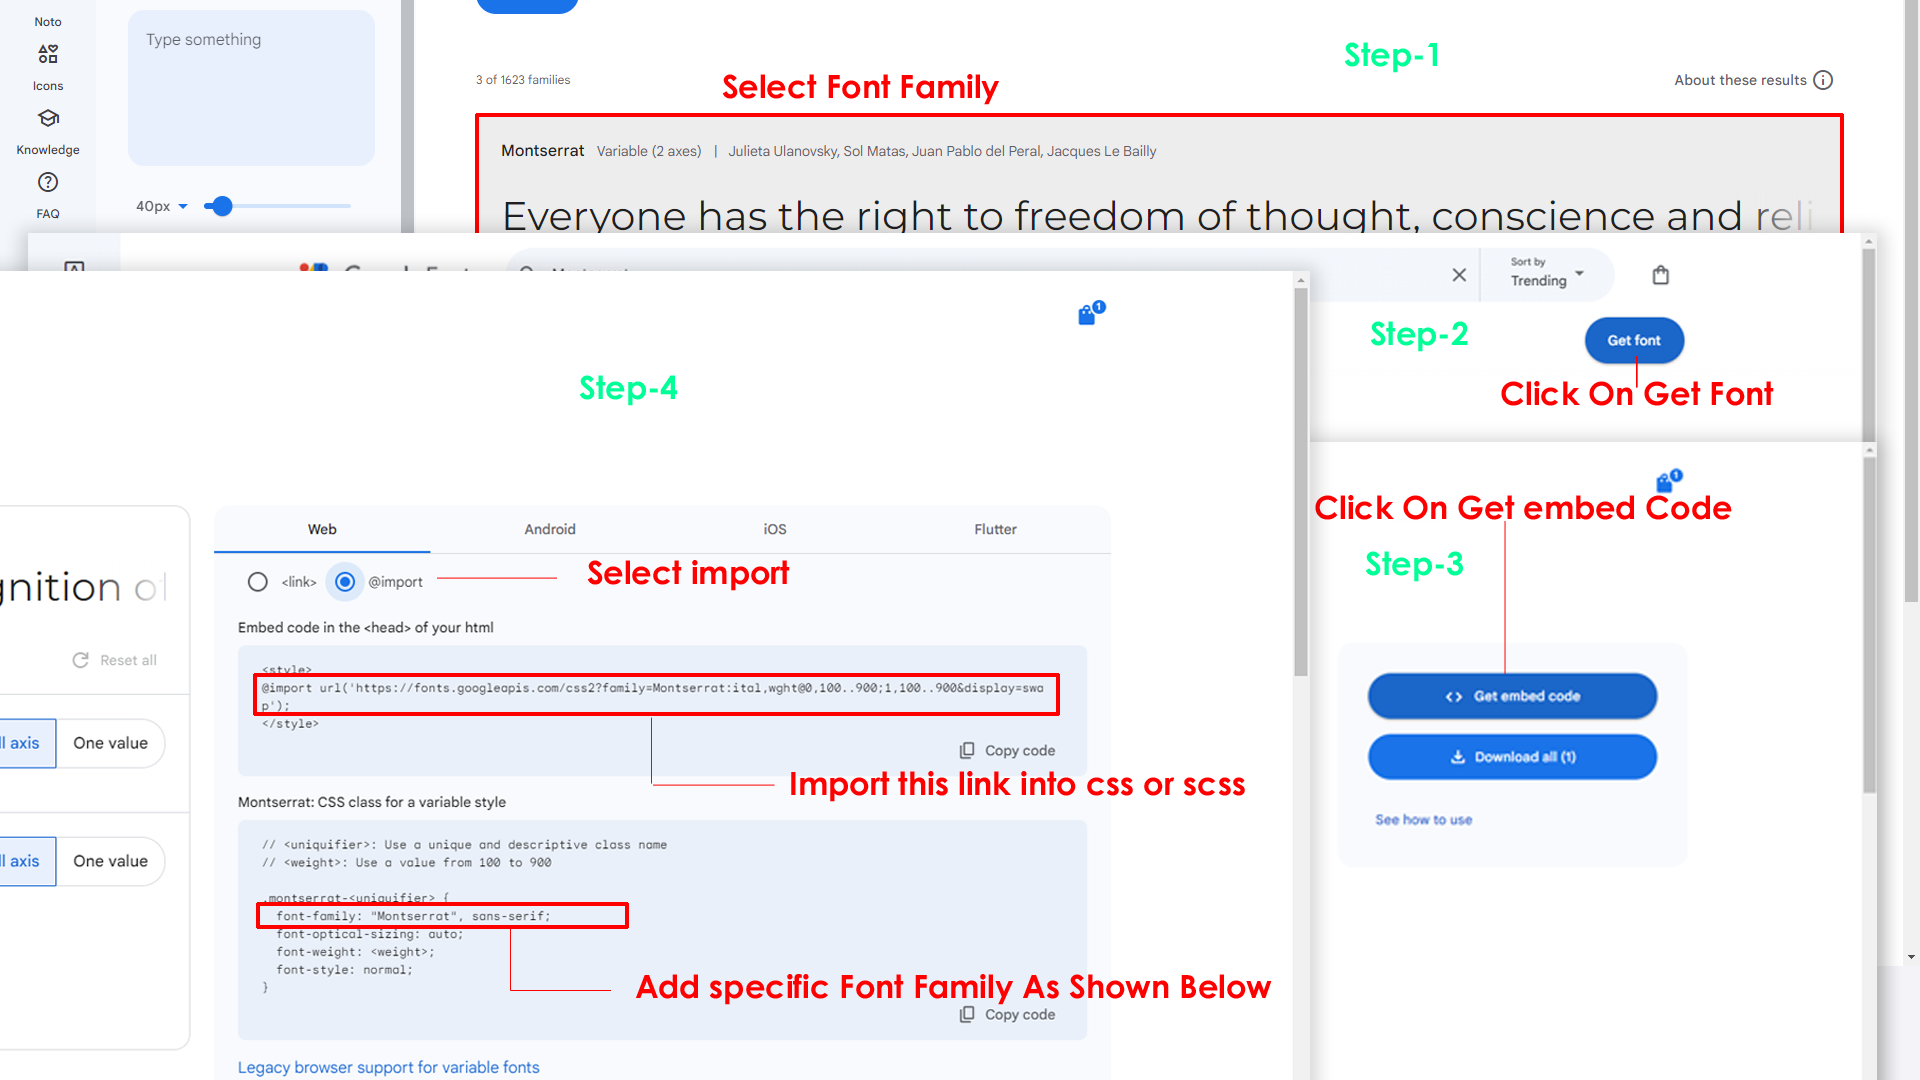 Noto
Icons
Knowledge
FAQ
Type something
40px
3 of 1623 families
Select Font Family
Step-1
About these results
Montserrat Variable (2 axes) | Julieta Ulanovsky, Sol Matas, Juan Pablo del Peral, Jacques Le Bailly
Everyone has the right to freedom of thought, conscience and reli
Sort by
Trending
Step-2
Get font
Click On Get Font
1
Click On Get embed Code
Step-3
<> Get embed code
Download all (1)
See how to use
1
Step-4
gnition of
Reset all
l axis
One value
l axis
One value
Web Android iOS Flutter
<link> @import
Select import
Embed code in the <head> of your html
<style>
@import url('https://fonts.googleapis.com/css2?family=Montserrat:ital,wght@0,100..900;1,100..900&display=swa
p');
</style>
Copy code
Import this link into css or scss
Montserrat: CSS class for a variable style
// <uniquifier>: Use a unique and descriptive class name
// <weight>: Use a value from 100 to 900
.montserrat-<uniquifier> {
font-family: "Montserrat", sans-serif;
font-optical-sizing: auto;
font-weight: <weight>;
font-style: normal;
}
Add specific Font Family As Shown Below
Copy code
Legacy browser support for variable fonts